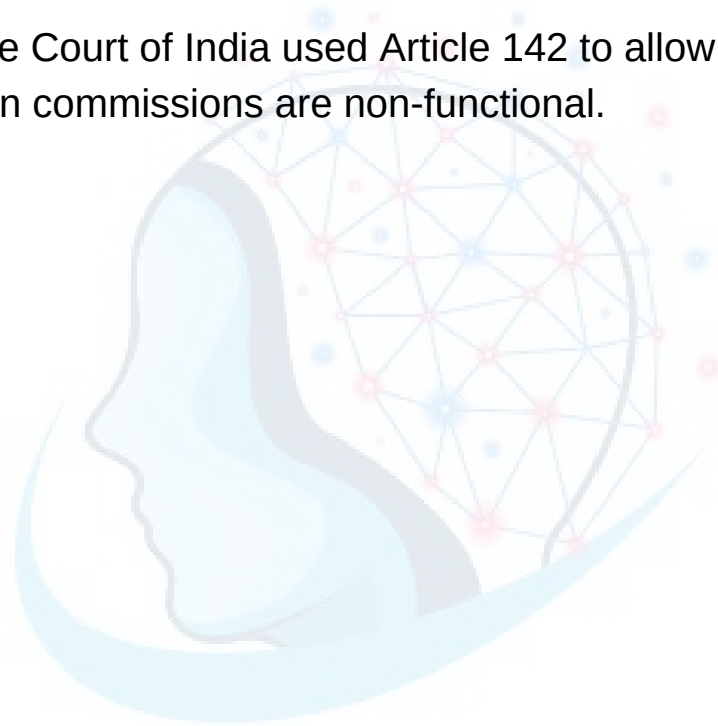 e Court of India used Article 142 to allow
n commissions are non-functional.